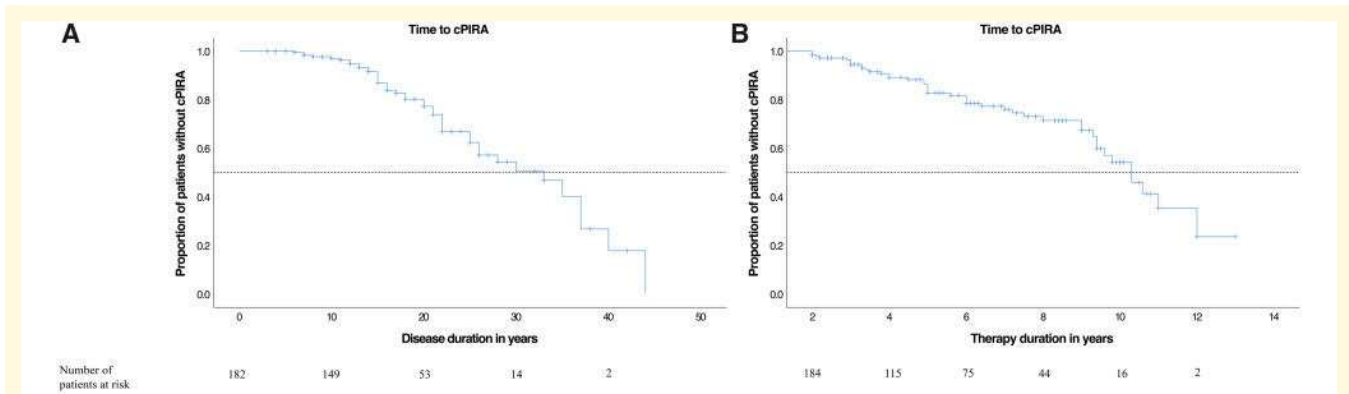 A
Time to cPIRA
Proportion of patients without cPIRA
1.0
0.8
0.6
0.4
0.2
0.0
0 10 20 30 40 50
Disease duration in years
Number of
patients at risk
182 149 53 14 2
B
Time to cPIRA
Proportion of patients without cPIRA
1.0
0.8
0.6
0.4
0.2
0.0
2 4 6 8 10 12 14
Therapy duration in years
184 115 75 44 16 2